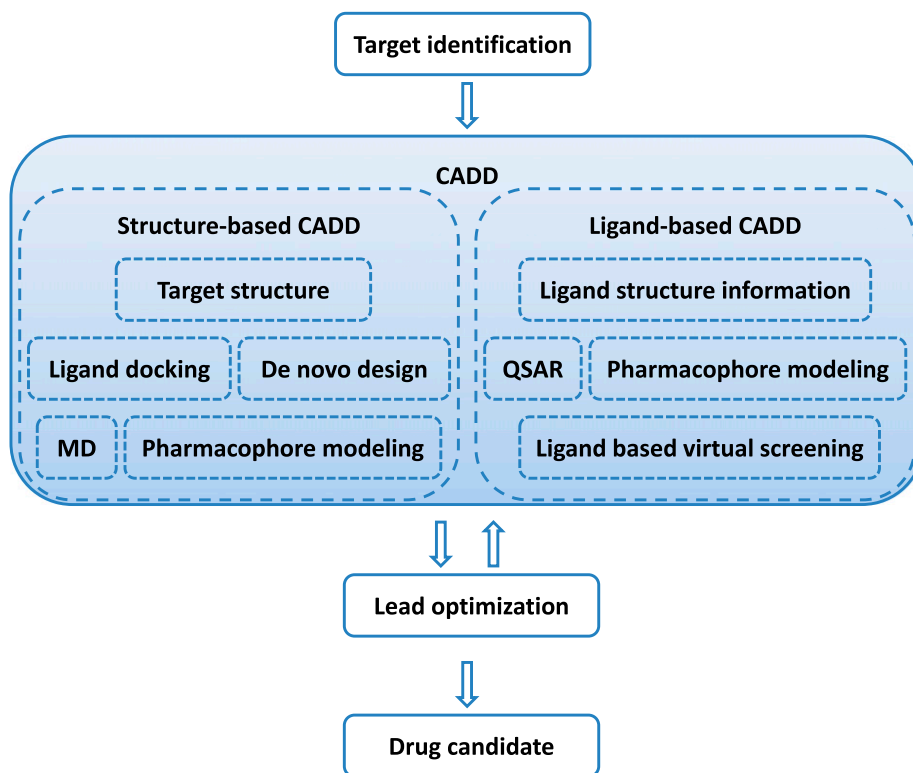 Target identification
CADD
Structure-based CADD
Target structure
Ligand docking
De novo design
MD
Pharmacophore modeling
Ligand-based CADD
Ligand structure information
QSAR
Pharmacophore modeling
Ligand based virtual screening
Lead optimization
Drug candidate